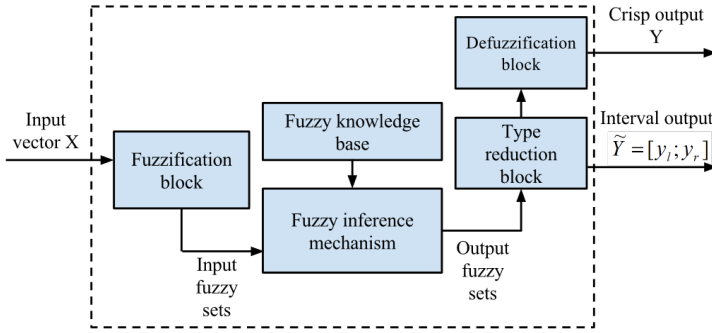 Crisp output
Y
Defuzzification
block
Input
vector X
Fuzzy knowledge
base
Interval output
Ỹ = [y_l; y_r]
Fuzzification
block
Type
reduction
block
Fuzzy inference
mechanism
Input
fuzzy
sets
Output
fuzzy
sets